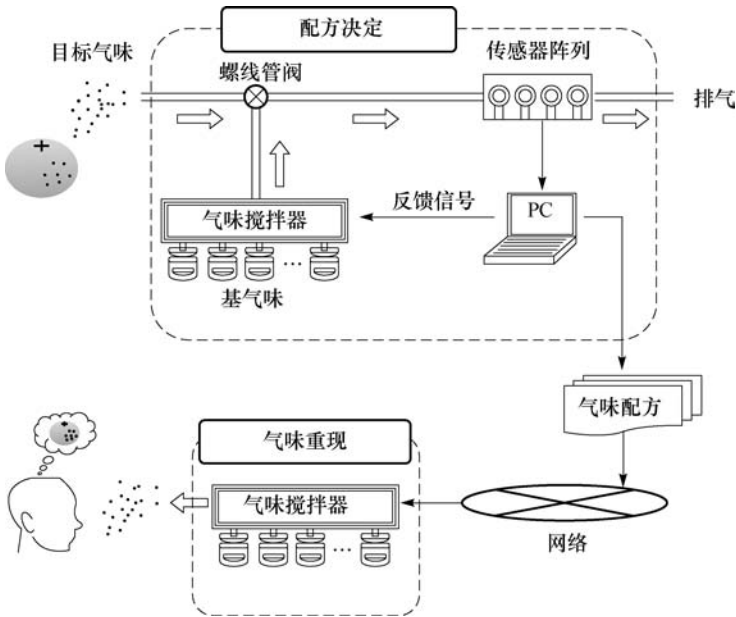 配方决定
目标气味
螺线管阀
传感器阵列
排气
气味搅拌器
反馈信号
PC
基气味
气味配方
气味重现
气味搅拌器
网络